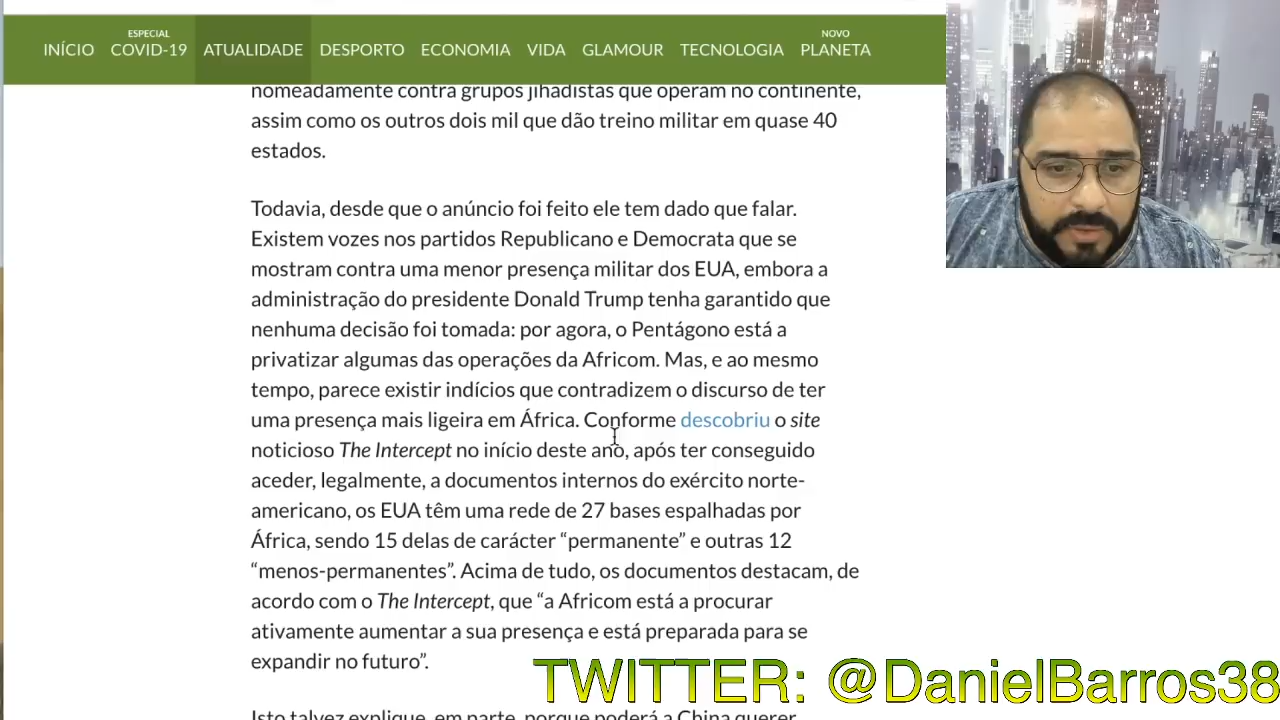 ESPECIAL
NOVO
INÍCIO COVID-19 ATUALIDADE DESPORTO ECONOMIA VIDA GLAMOUR TECNOLOGIA PLANETA
nomeadamente contra grupos jihadistas que operam no continente,
assim como os outros dois mil que dão treino militar em quase 40
estados.
Todavia, desde que o anúncio foi feito ele tem dado que falar.
Existem vozes nos partidos Republicano e Democrata que se
mostram contra uma menor presença militar dos EUA, embora a
administração do presidente Donald Trump tenha garantido que
nenhuma decisão foi tomada: por agora, o Pentágono está a
privatizar algumas das operações da Africom. Mas, e ao mesmo
tempo, parece existir indícios que contradizem o discurso de ter
uma presença mais ligeira em África. Conforme descobriu o site
noticioso The Intercept no início deste ano, após ter conseguido
aceder, legalmente, a documentos internos do exército norte-
americano, os EUA têm uma rede de 27 bases espalhadas por
África, sendo 15 delas de carácter “permanente” e outras 12
“menos-permanentes”. Acima de tudo, os documentos destacam, de
acordo com o The Intercept, que “a Africom está a procurar
ativamente aumentar a sua presença e está preparada para se
expandir no futuro”.
Isto talvez explique, em parte, porque poderá a China querer
TWITTER: @DanielBarros38